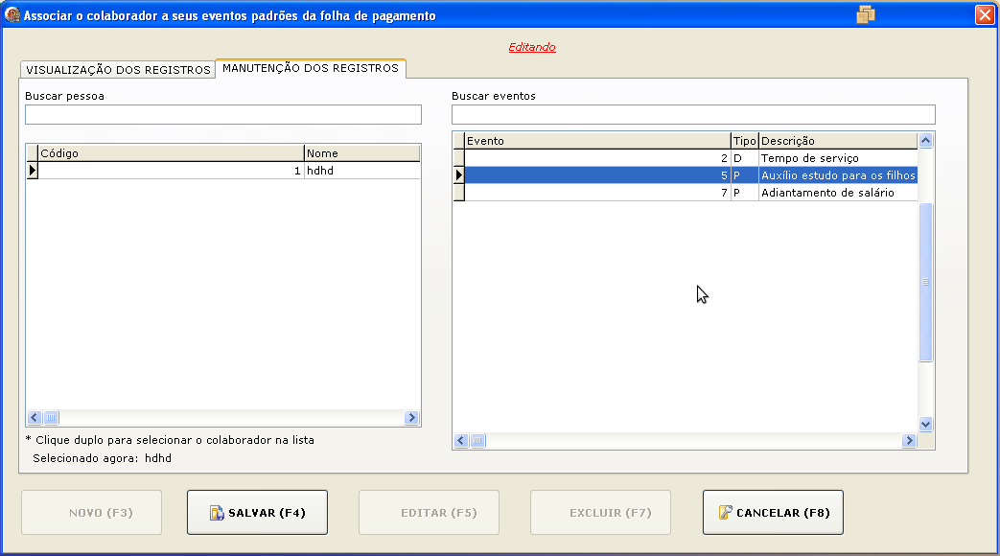 Associar o colaborador a seus eventos padrões da folha de pagamento
Editando
VISUALIZAÇÃO DOS REGISTROS
MANUTENÇÃO DOS REGISTROS
Buscar pessoa
Código Nome
1 hdhd
* Clique duplo para selecionar o colaborador na lista
Selecionado agora: hdhd
Buscar eventos
Evento Tipo Descrição
2 D Tempo de serviço
5 P Auxílio estudo para os filhos
7 P Adiantamento de salário
NOVO (F3)
SALVAR (F4)
EDITAR (F5)
EXCLUIR (F7)
CANCELAR (F8)